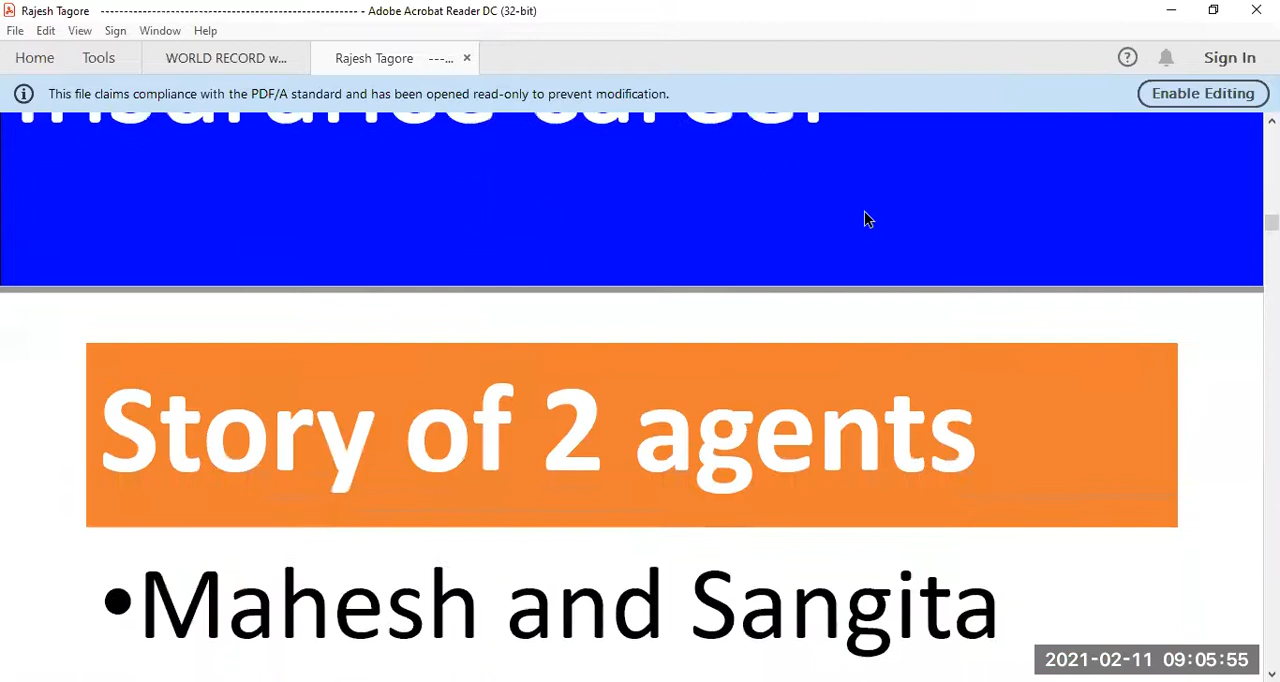 Rajesh Tagore ------------------------------------------------ - Adobe Acrobat Reader DC (32-bit)
File Edit View Sign Window Help
Home Tools WORLD RECORD w... Rajesh Tagore ---... × Sign In
This file claims compliance with the PDF/A standard and has been opened read-only to prevent modification. Enable Editing
insurance career
Story of 2 agents
•Mahesh and Sangita
2021-02-11 09:05:55